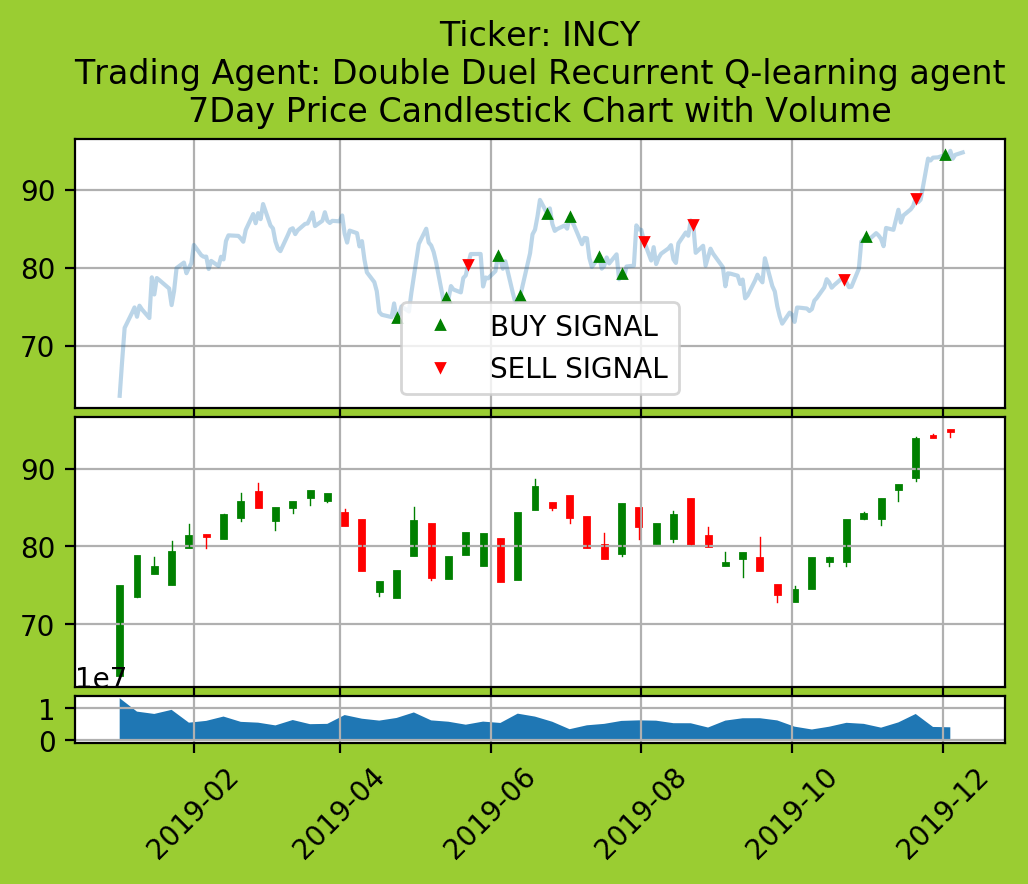 Ticker: INCY
Trading Agent: Double Duel Recurrent Q-learning agent
7Day Price Candlestick Chart with Volume
90
80
70
BUY SIGNAL
SELL SIGNAL
90
80
70
1e7
1
0
2019-02
2019-04
2019-06
2019-08
2019-10
2019-12